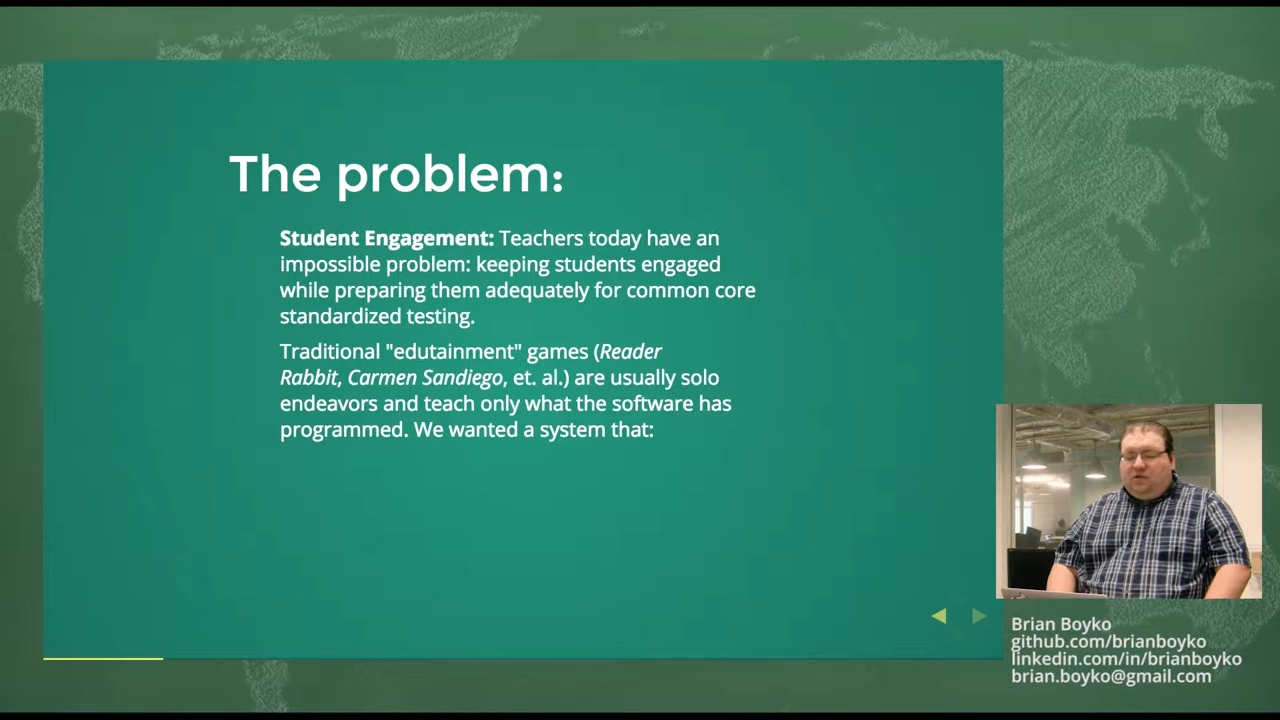 The problem:
Student Engagement: Teachers today have an
impossible problem: keeping students engaged
while preparing them adequately for common core
standardized testing.
Traditional "edutainment" games (Reader
Rabbit, Carmen Sandiego, et. al.) are usually solo
endeavors and teach only what the software has
programmed. We wanted a system that:
Brian Boyko
github.com/brianboyko
linkedin.com/in/brianboyko
brian.boyko@gmail.com